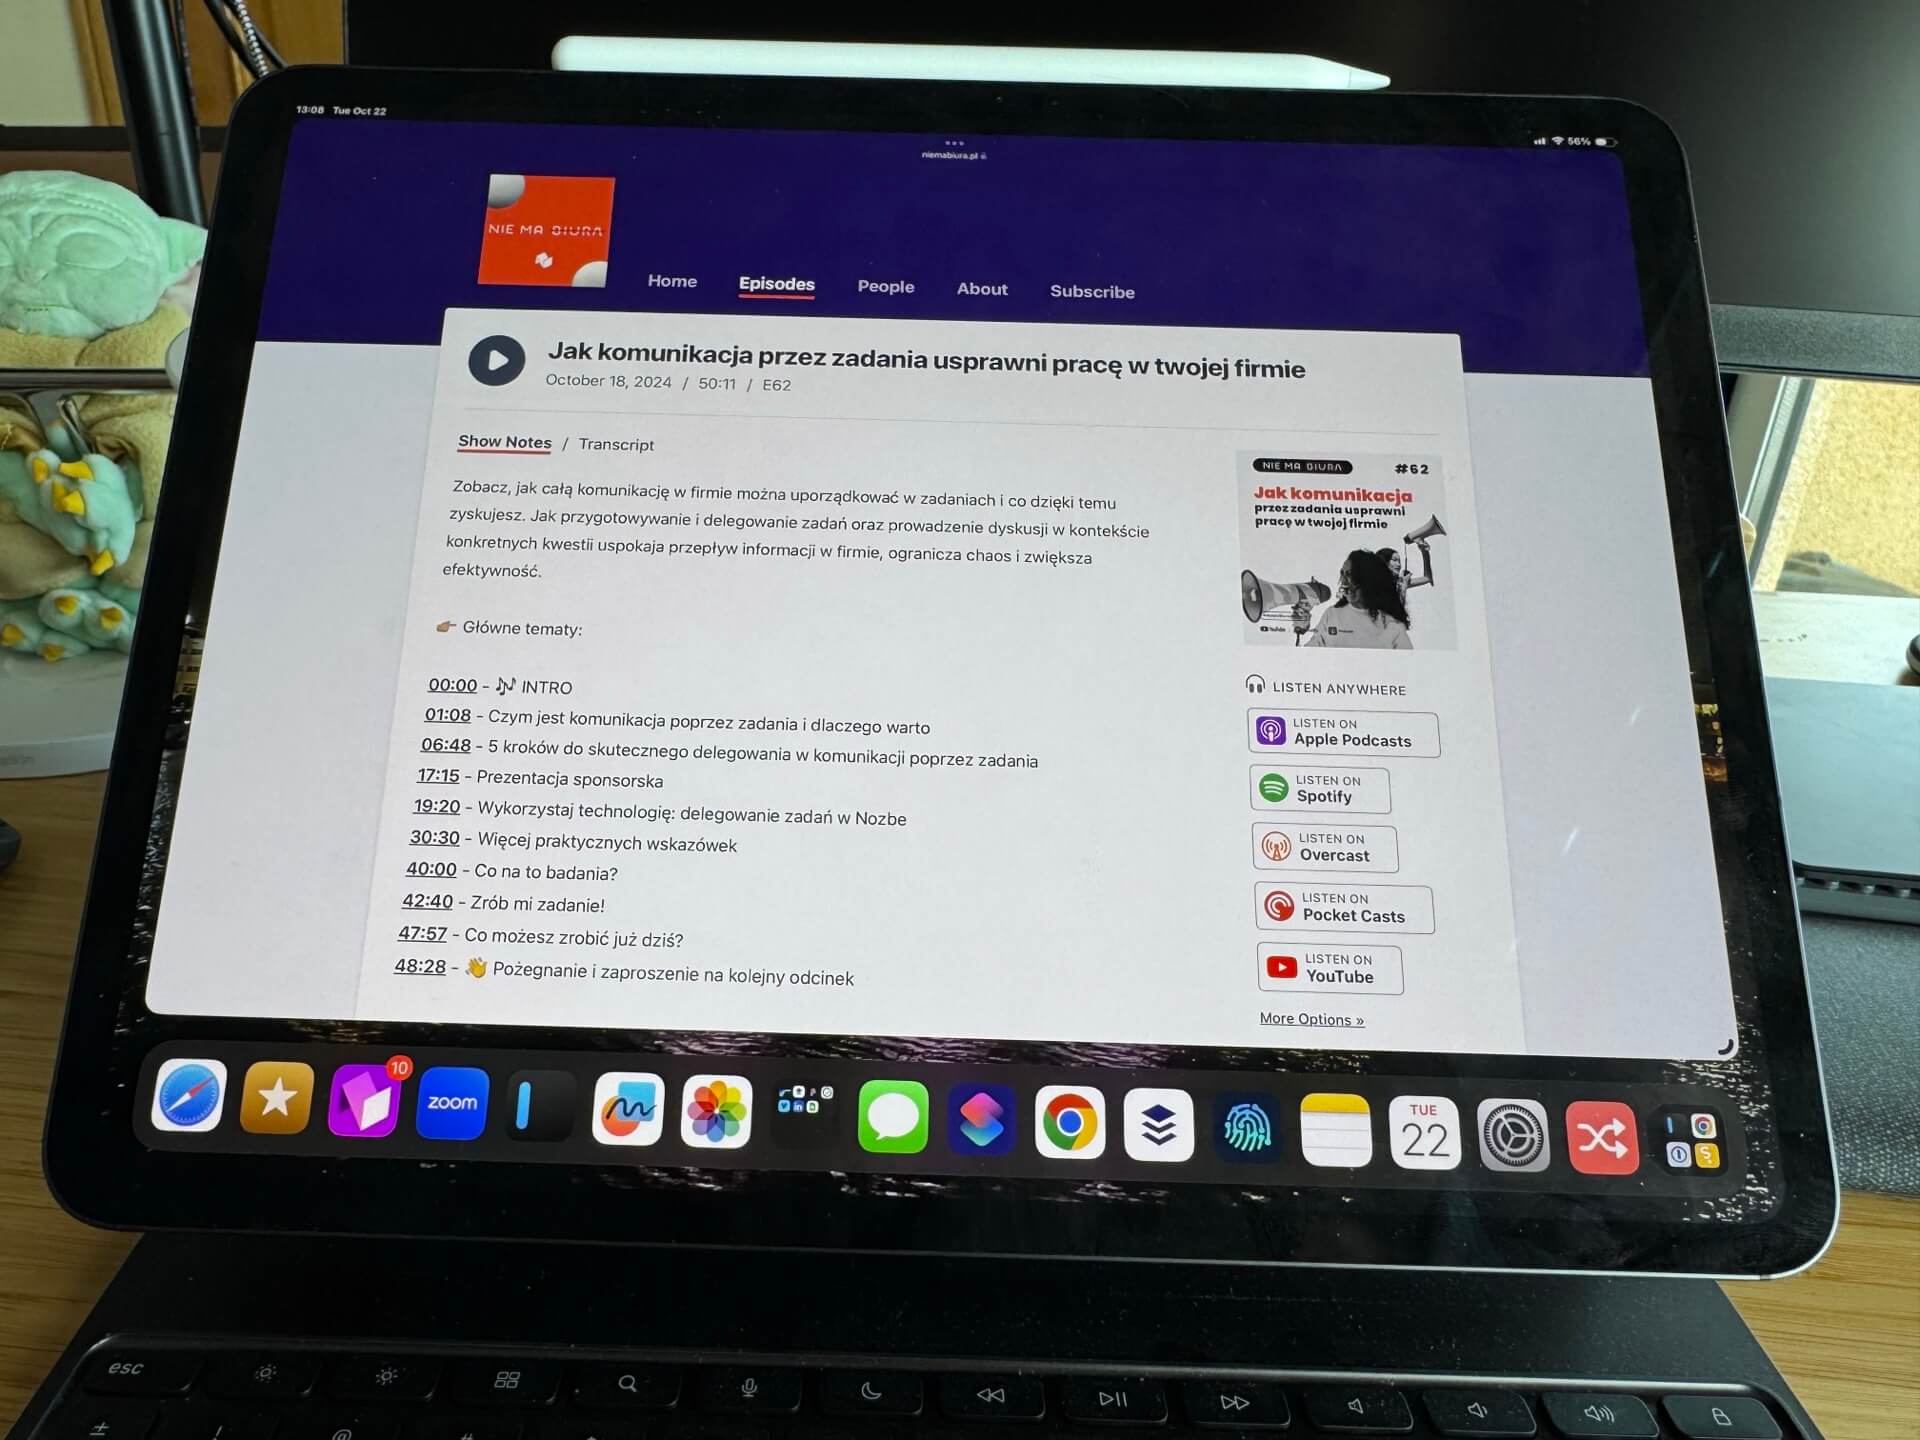 13:08 Tue Oct 22
niemabiura.pl
56%
NIE MA BIURA
Home Episodes People About Subscribe
Jak komunikacja przez zadania usprawni pracę w twojej firmie
October 18, 2024 / 50:11 / E62
Show Notes / Transcript
Zobacz, jak całą komunikację w firmie można uporządkować w zadaniach i co dzięki temu
zyskujesz. Jak przygotowywanie i delegowanie zadań oraz prowadzenie dyskusji w kontekście
konkretnych kwestii uspokaja przepływ informacji w firmie, ogranicza chaos i zwiększa
efektywność.
👉🏽 Główne tematy:
00:00 - 🎶 INTRO
01:08 - Czym jest komunikacja poprzez zadania i dlaczego warto
06:48 - 5 kroków do skutecznego delegowania w komunikacji poprzez zadania
17:15 - Prezentacja sponsorska
19:20 - Wykorzystaj technologię: delegowanie zadań w Nozbe
30:30 - Więcej praktycznych wskazówek
40:00 - Co na to badania?
42:40 - Zrób mi zadanie!
47:57 - Co możesz zrobić już dziś?
48:28 - 👋 Pożegnanie i zaproszenie na kolejny odcinek
NIE MA BIURA #62
Jak komunikacja
przez zadania usprawni
pracę w twojej firmie
YouTube
LISTEN ANYWHERE
LISTEN ON
Apple Podcasts
LISTEN ON
Spotify
LISTEN ON
Overcast
LISTEN ON
Pocket Casts
LISTEN ON
YouTube
More Options »
10
zoom
TUE
22
esc